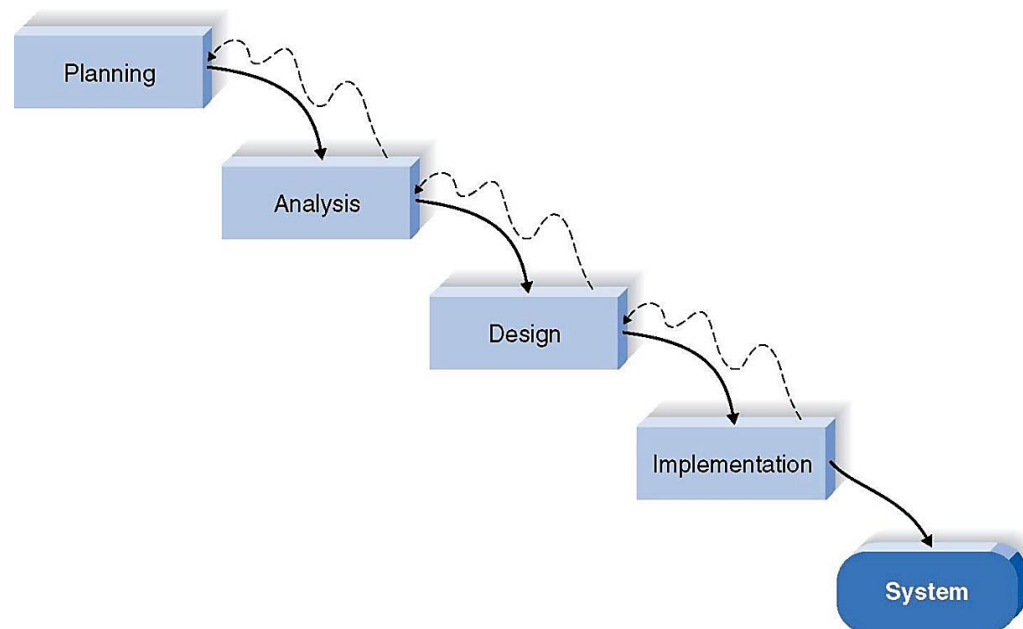 Planning
Analysis
Design
Implementation
System